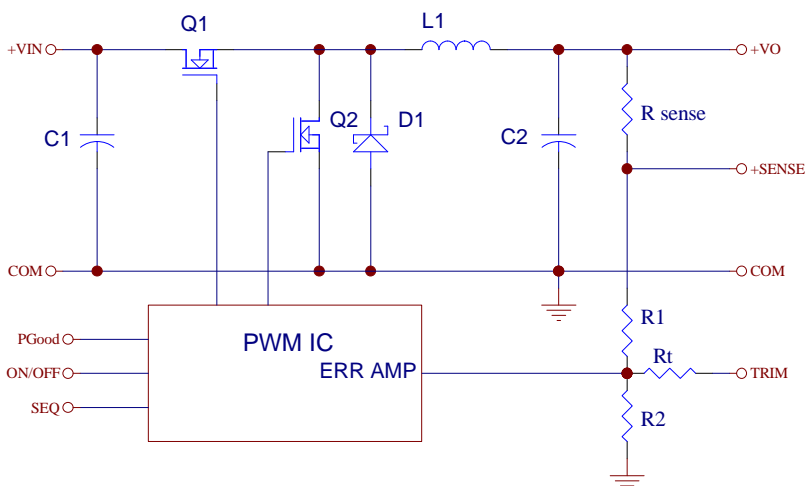 Q1
L1
+VIN
+VO
C1
Q2
D1
C2
R sense
+SENSE
COM
COM
PWM IC
R1
PGood
ERR AMP
Rt
ON/OFF
TRIM
SEQ
R2